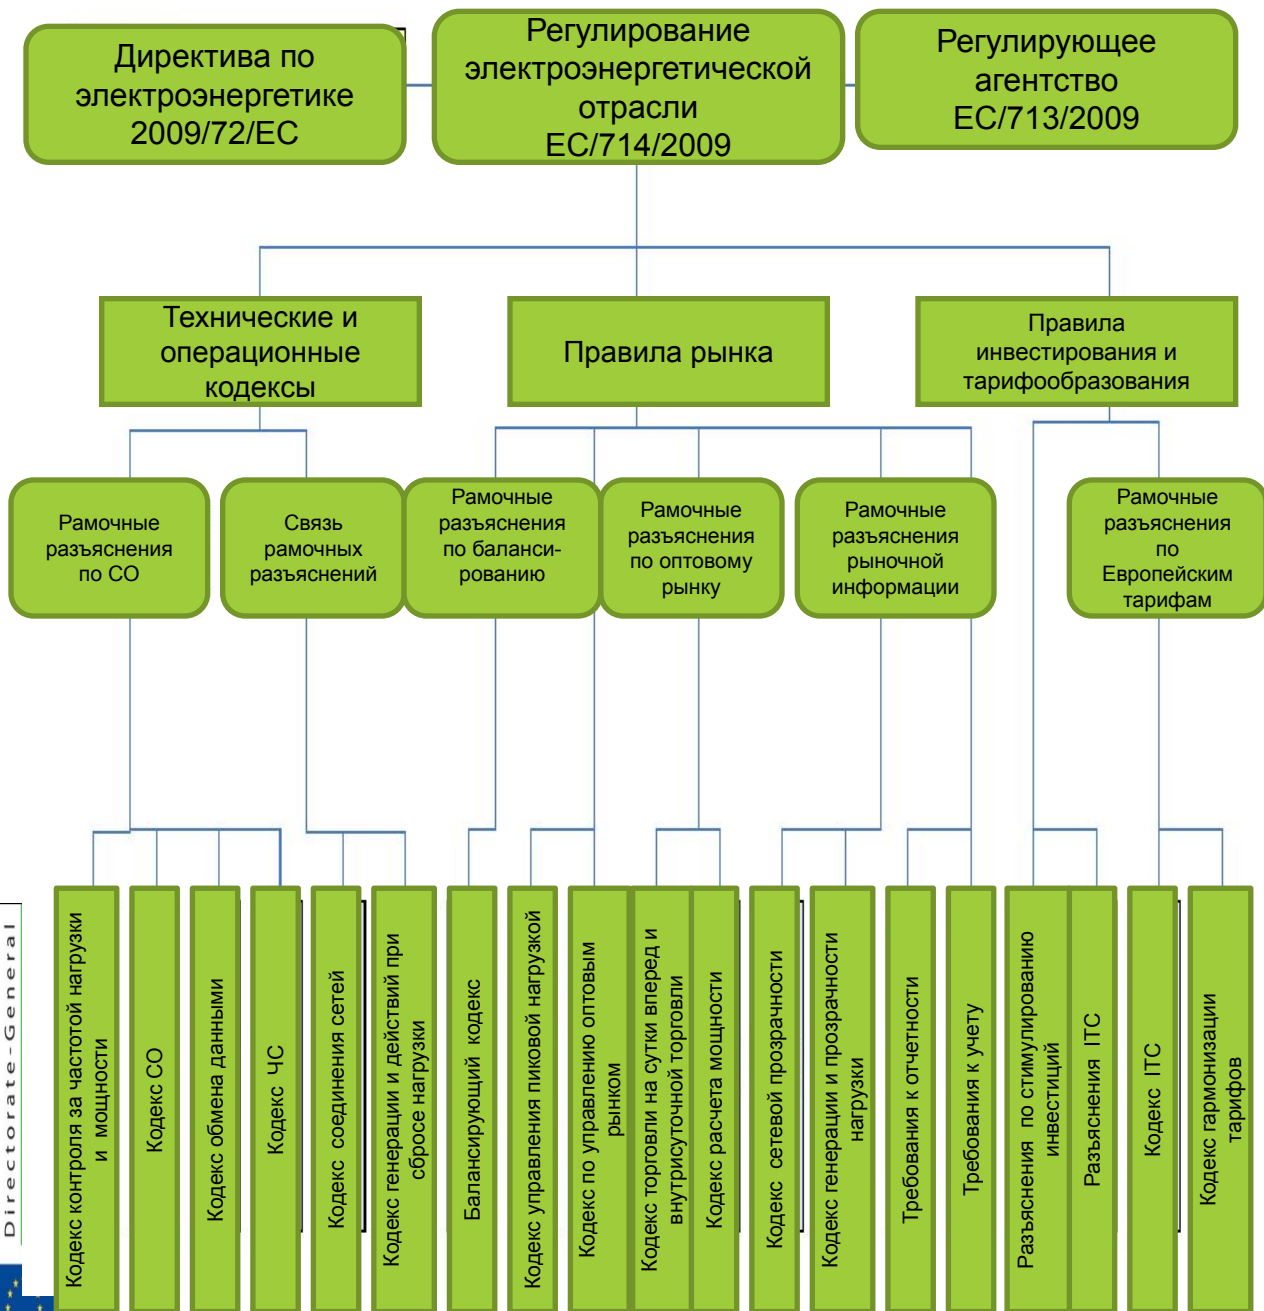 Директива по
электроэнергетике
2009/72/ЕС
Регулирование
электроэнергетической
отрасли
ЕС/714/2009
Регулирующее
агентство
ЕС/713/2009
Технические и
операционные
кодексы
Правила рынка
Правила
инвестирования и
тарифообразования
Рамочные
разъяснения
по СО
Связь
рамочных
разъяснений
Рамочные
разъяснения
по баланси-
рованию
Рамочные
разъяснения
по оптовому
рынку
Рамочные
разъяснения
рыночной
информации
Рамочные
разъяснения
по
Европейским
тарифам
Кодекс контроля за частотой нагрузки
и мощности
Кодекс СО
Кодекс обмена данными
Кодекс ЧС
Кодекс соединения сетей
Кодекс генерации и действий при
сбросе нагрузки
Балансирующий кодекс
Кодекс управления пиковой нагрузкой
Кодекс по управлению оптовым
рынком
Кодекс торговли на сутки вперед и
внутрисуточной торговли
Кодекс расчета мощности
Кодекс сетевой прозрачности
Кодекс генерации и прозрачности
нагрузки
Требования к отчетности
Требования к учету
Разъяснения по стимулированию
инвестиций
Разъяснения ITC
Кодекс ITC
Кодекс гармонизации
тарифов
Directorate-General